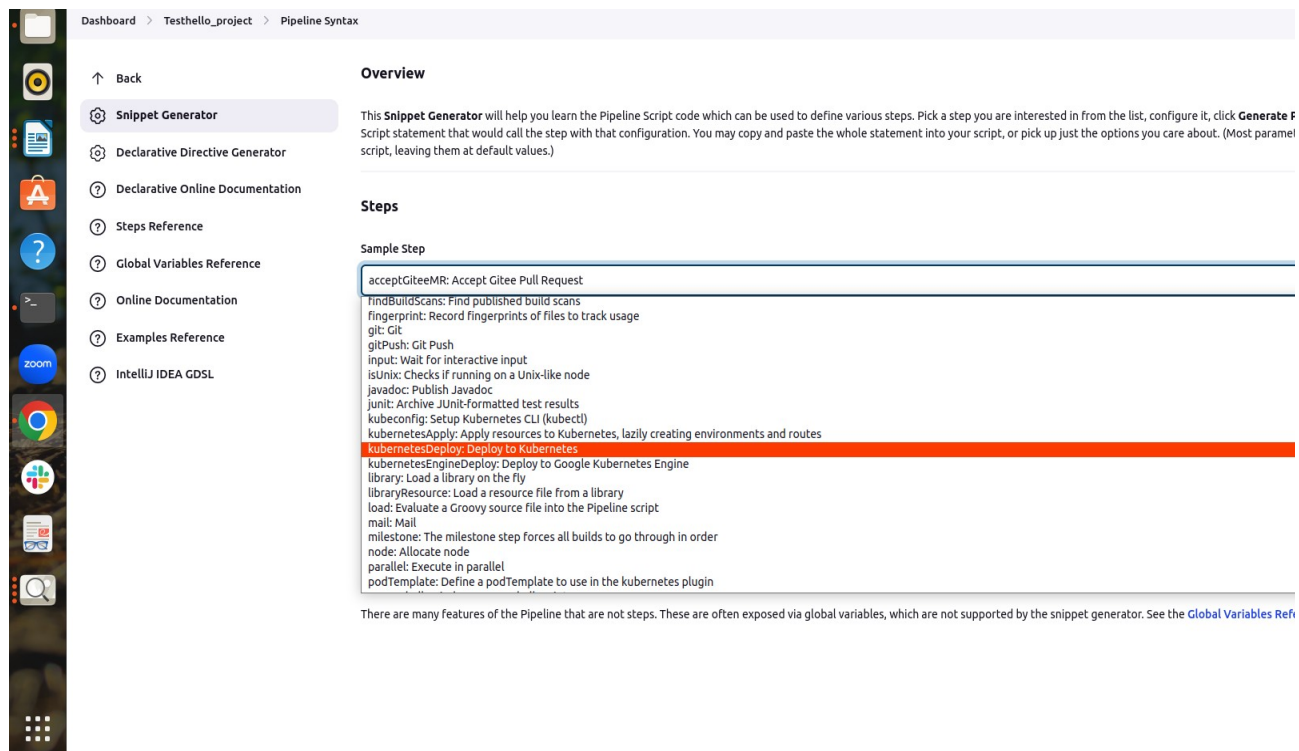 Dashboard > Testhello_project > Pipeline Syntax
Back
Snippet Generator
Declarative Directive Generator
Declarative Online Documentation
Steps Reference
Global Variables Reference
Online Documentation
Examples Reference
IntelliJ IDEA GDSL
Overview
This Snippet Generator will help you learn the Pipeline Script code which can be used to define various steps. Pick a step you are interested in from the list, configure it, click Generate P
Script statement that would call the step with that configuration. You may copy and paste the whole statement into your script, or pick up just the options you care about. (Most paramet
script, leaving them at default values.)
Steps
Sample Step
acceptGiteeMR: Accept Gitee Pull Request
findBuildScans: Find published build scans
fingerprint: Record fingerprints of files to track usage
git: Git
gitPush: Git Push
input: Wait for interactive input
isUnix: Checks if running on a Unix-like node
javadoc: Publish Javadoc
junit: Archive JUnit-formatted test results
kubeconfig: Setup Kubernetes CLI (kubectl)
kubernetesApply: Apply resources to Kubernetes, lazily creating environments and routes
kubernetesDeploy: Deploy to Kubernetes
kubernetesEngineDeploy: Deploy to Google Kubernetes Engine
library: Load a library on the fly
libraryResource: Load a resource file from a library
load: Evaluate a Groovy source file into the Pipeline script
mail: Mail
milestone: The milestone step forces all builds to go through in order
node: Allocate node
parallel: Execute in parallel
podTemplate: Define a podTemplate to use in the kubernetes plugin
There are many features of the Pipeline that are not steps. These are often exposed via global variables, which are not supported by the snippet generator. See the Global Variables Refe
zoom